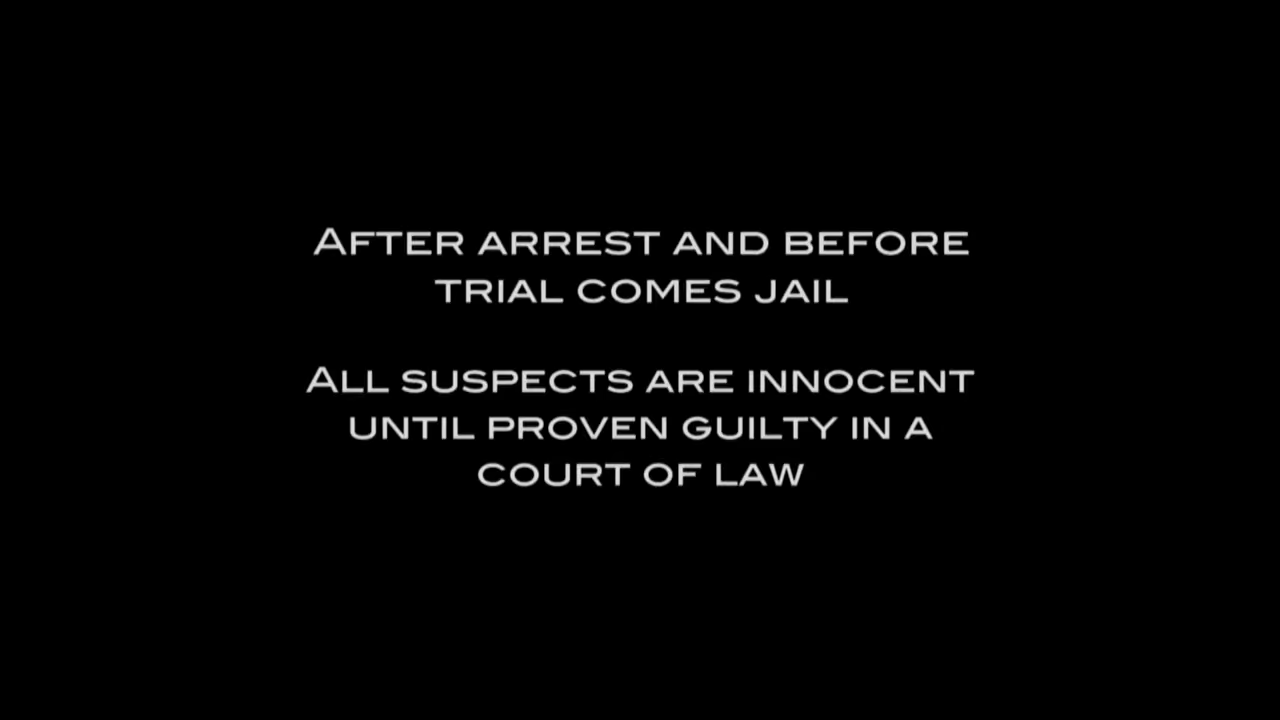 AFTER ARREST AND BEFORE
TRIAL COMES JAIL
ALL SUSPECTS ARE INNOCENT
UNTIL PROVEN GUILTY IN A
COURT OF LAW